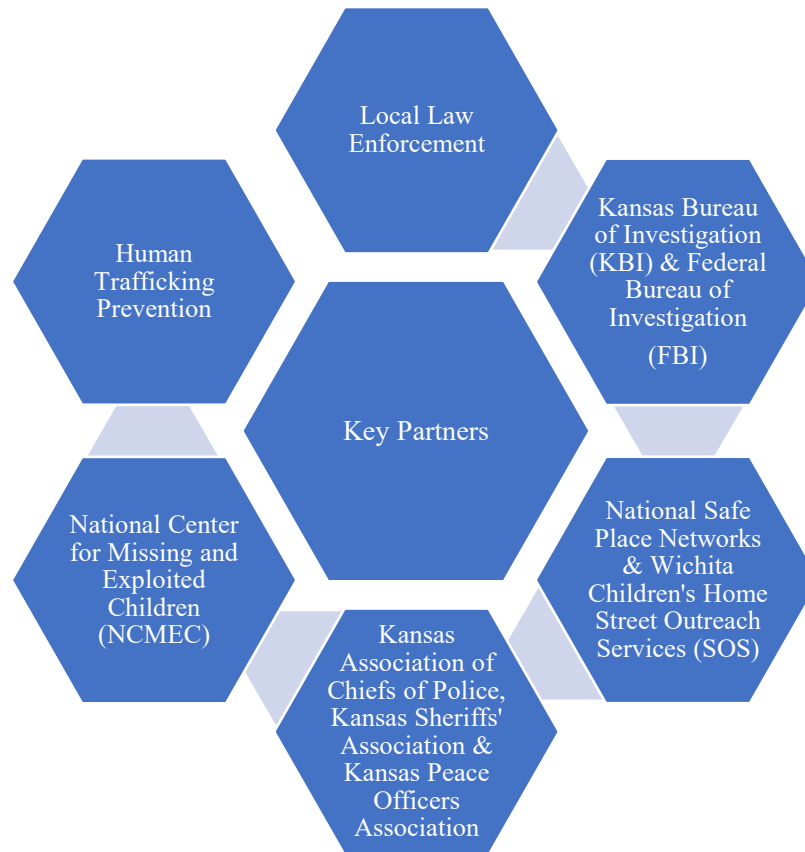 Local Law
Enforcement
Kansas Bureau
of Investigation
(KBI) & Federal
Bureau of
Investigation
(FBI)
Human
Trafficking
Prevention
Key Partners
National Safe
Place Networks
& Wichita
Children's Home
Street Outreach
Services (SOS)
National Center
for Missing and
Exploited
Children
(NCMEC)
Kansas
Association of
Chiefs of Police,
Kansas Sheriffs'
Association &
Kansas Peace
Officers
Association